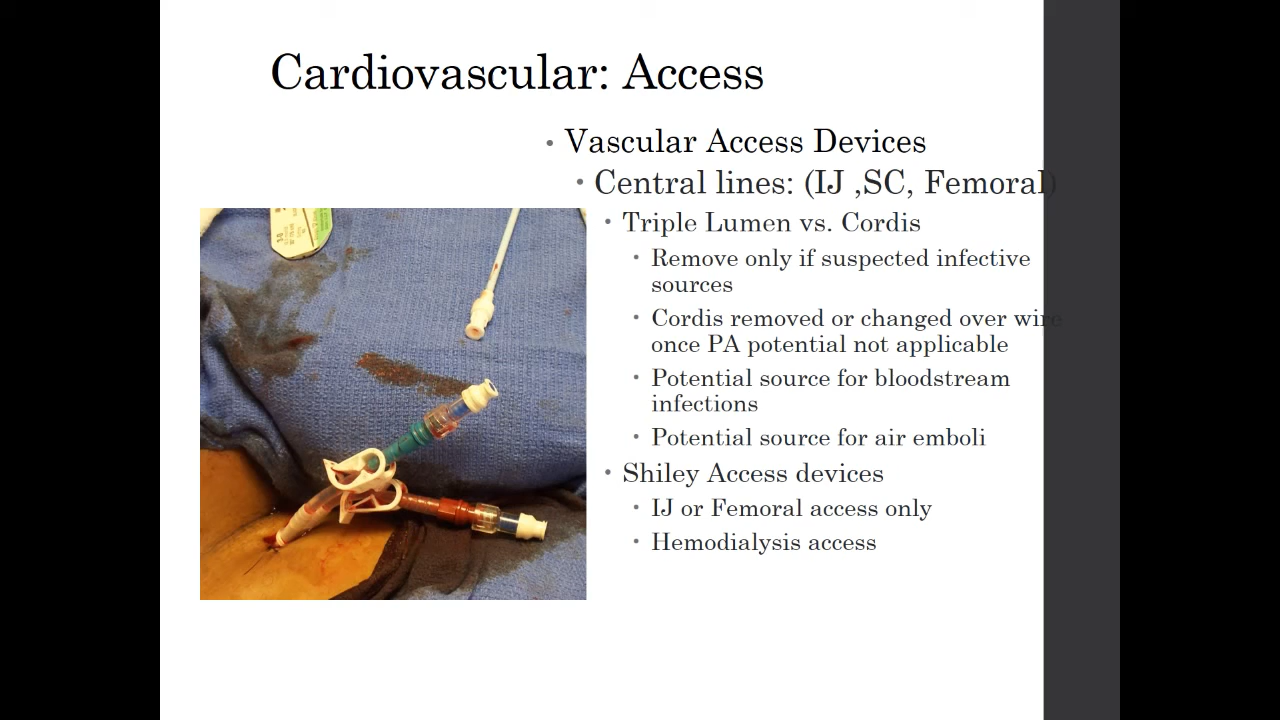 Cardiovascular: Access
• Vascular Access Devices
• Central lines: (IJ ,SC, Femoral)
• Triple Lumen vs. Cordis
• Remove only if suspected infective
sources
• Cordis removed or changed over wire
once PA potential not applicable
• Potential source for bloodstream
infections
• Potential source for air emboli
• Shiley Access devices
• IJ or Femoral access only
• Hemodialysis access